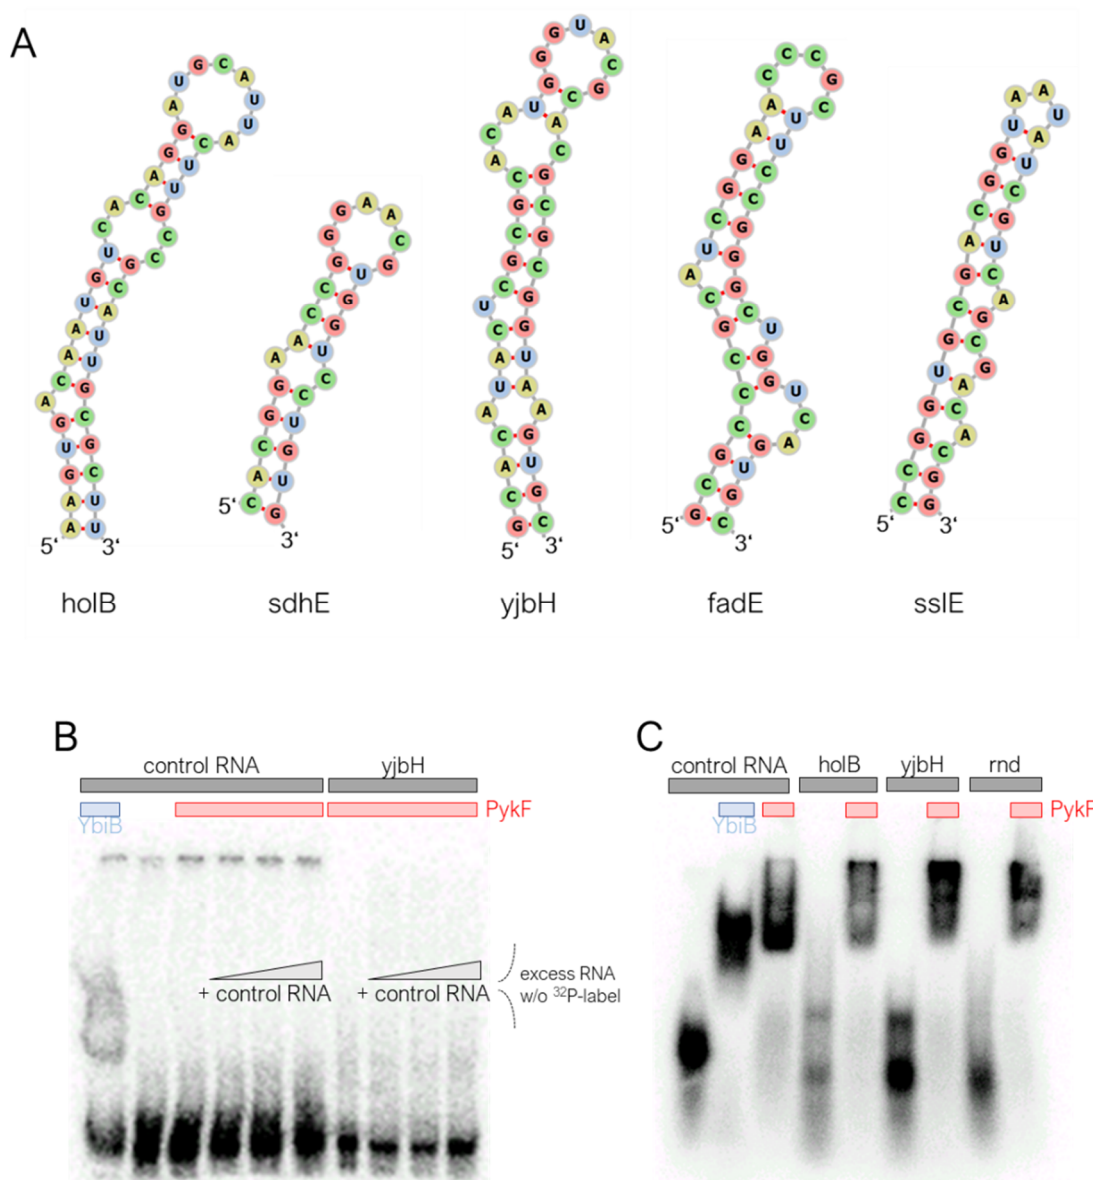 A
A A G U G A C A A U G U C A C A G G A U G C A U U A C U U G C C G C A U U G C G C U U
5‘ 3‘
holB
C A C G G A A C C G G G A A C G U G G U C C U G U G
5‘ 3‘
sdhE
G C A C A U A C U C G C G C A C A U G G G U A C G C A C G C G C G G U A A G U G C
5‘ 3‘
yjbH
G C G C C C G C A U C G G A A C C C G C U U C C G G G C U G G U C A G U G C
5‘ 3‘
fadE
C C G G U G C G A C G G U A A U A U C G U C A G C G A C A C G G
5‘ 3‘
sslE
B
control RNA yjbH
YbiB PykF
+ control RNA + control RNA
excess RNA
w/o ³²P-label
C
control RNA holB yjbH rnd
YbiB PykF